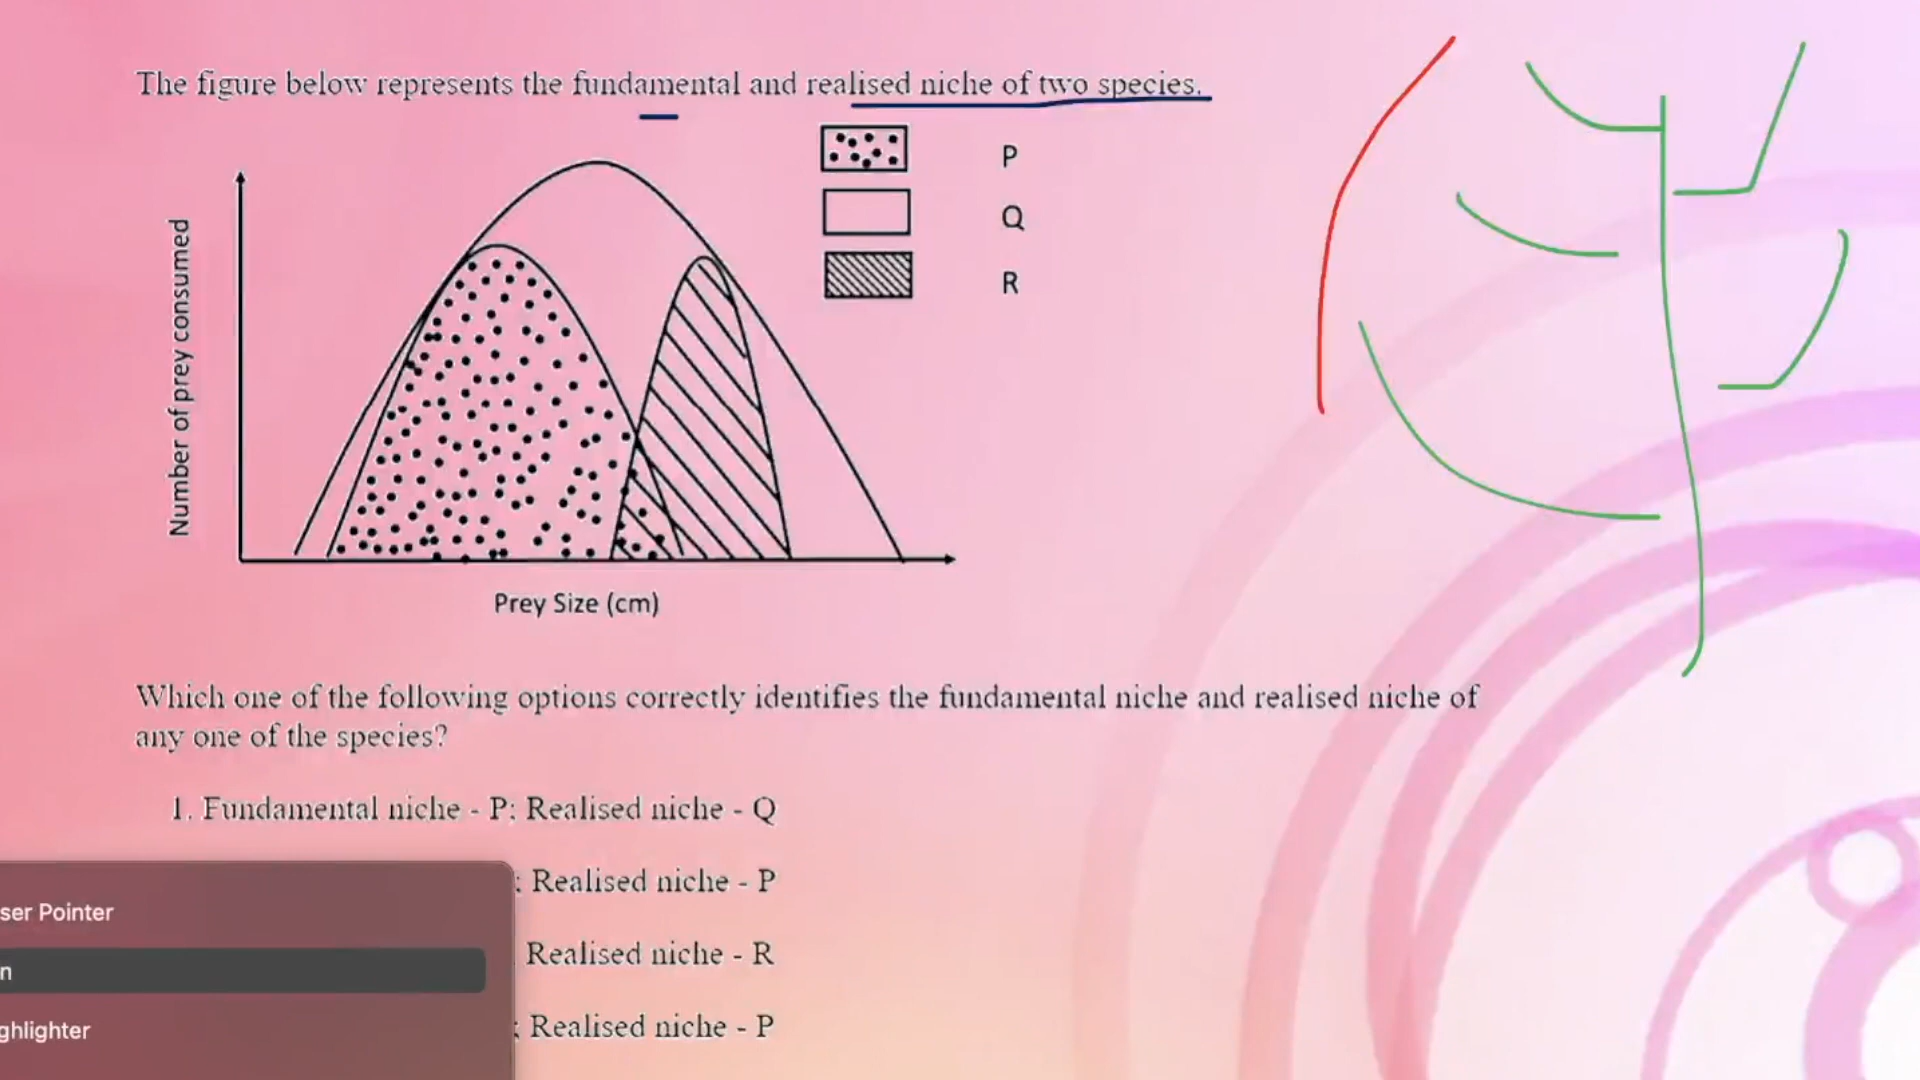 The figure below represents the fundamental and realised niche of two species.
P
Q
R
Number of prey consumed
Prey Size (cm)
Which one of the following options correctly identifies the fundamental niche and realised niche of
any one of the species?
1. Fundamental niche - P; Realised niche - Q
; Realised niche - P
Realised niche - R
; Realised niche - P
ser Pointer
n
ghlighter